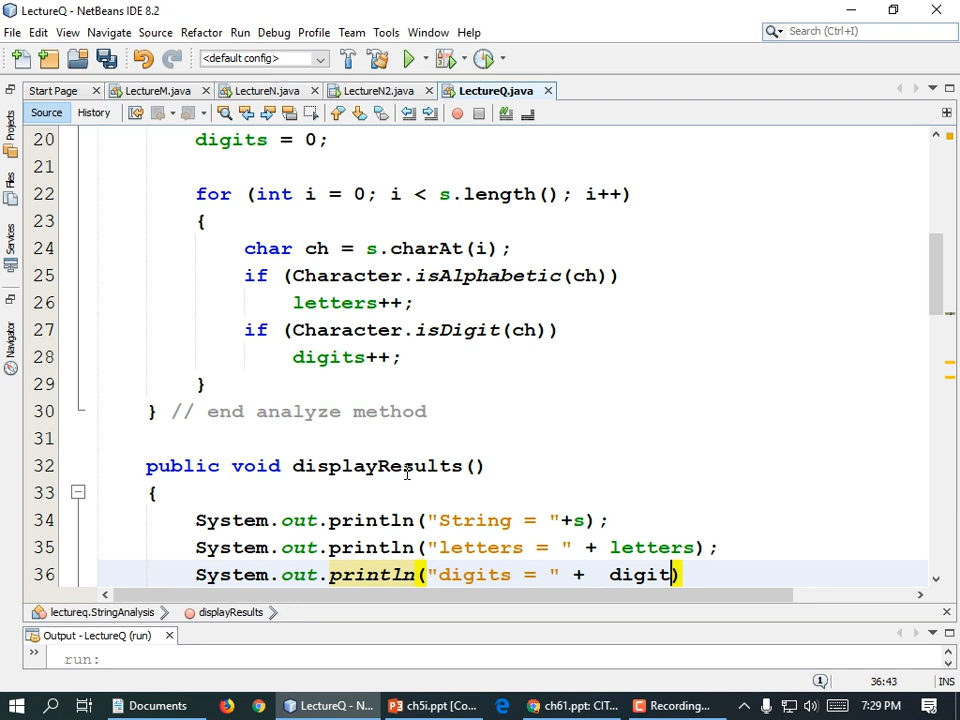 LectureQ - NetBeans IDE 8.2
File Edit View Navigate Source Refactor Run Debug Profile Team Tools Window Help
Search (Ctrl+I)
<default config>
Start Page LectureM.java LectureN.java LectureN2.java LectureQ.java
Source History
20 digits = 0;
21
22 for (int i = 0; i < s.length(); i++)
23 {
24 char ch = s.charAt(i);
25 if (Character.isAlphabetic(ch))
26 letters++;
27 if (Character.isDigit(ch))
28 digits++;
29 }
30 } // end analyze method
31
32 public void displayResults()
33 {
34 System.out.println("String = "+s);
35 System.out.println("letters = " + letters);
36 System.out.println("digits = " +  digit)
Projects
Files
Services
Navigator
lectureq.StringAnalysis displayResults
Output - LectureQ (run)
run:
1 36:43 INS
Documents LectureQ - N... ch5i.ppt [Co... ch61.ppt: CIT... Recording... 7:29 PM